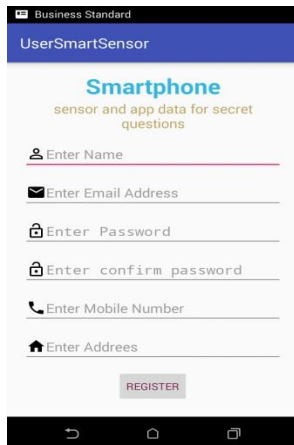 Business Standard
UserSmartSensor
Smartphone
sensor and app data for secret
questions
Enter Name
Enter Email Address
Enter Password
Enter confirm password
Enter Mobile Number
Enter Addrees
REGISTER